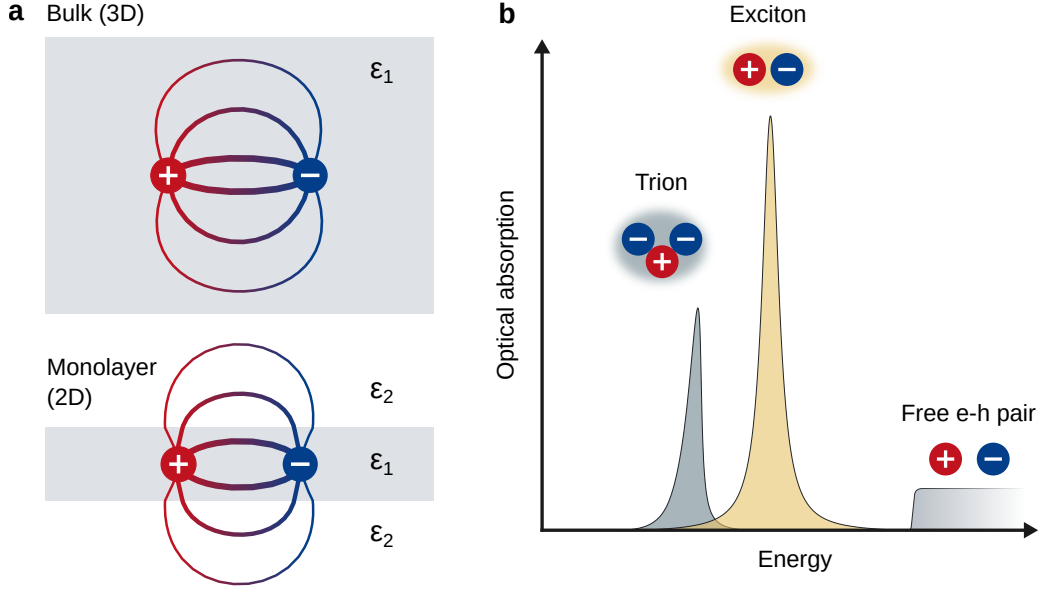 a Bulk (3D)
ε1
+ −
Monolayer
(2D)
ε2
+ −
ε1
ε2
b
Exciton
+ −
Trion
− −
+
Optical absorption
Free e-h pair
+ −
Energy